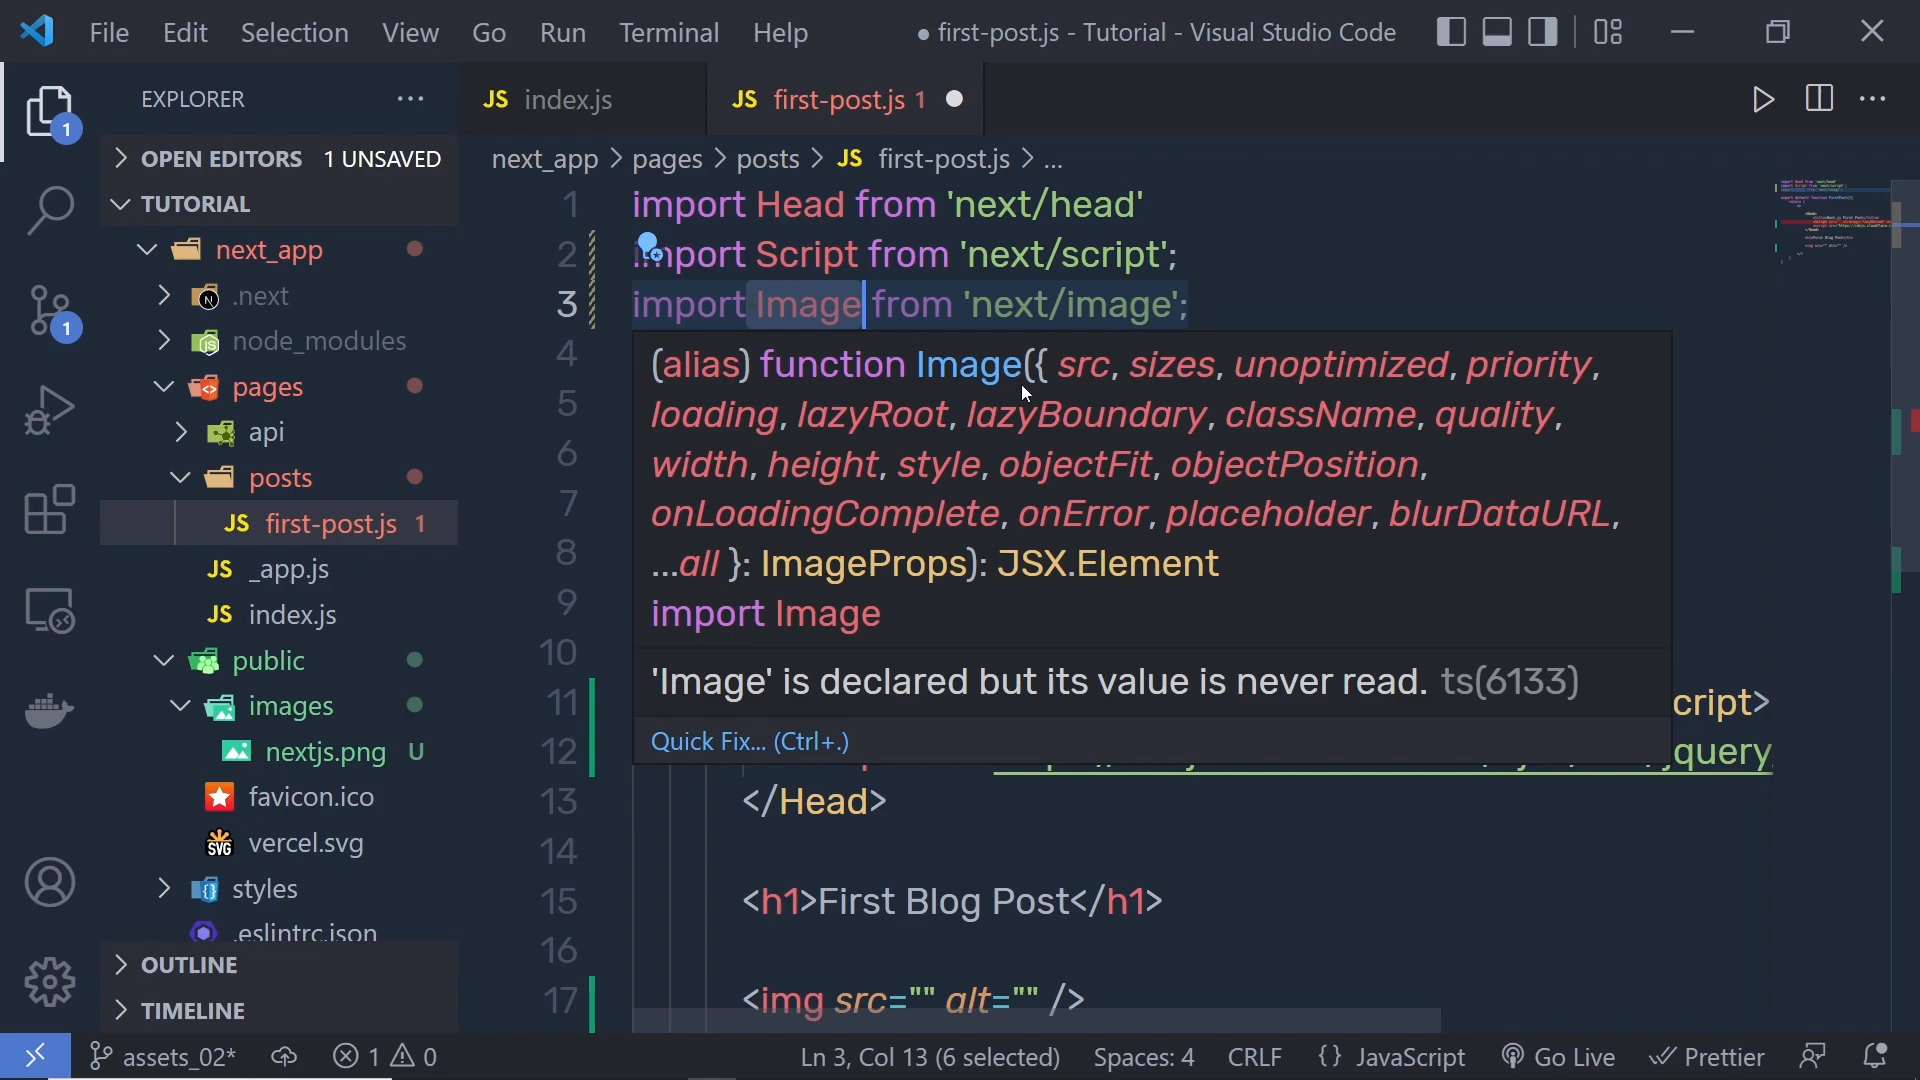 File Edit Selection View Go Run Terminal Help ● first-post.js - Tutorial - Visual Studio Code
EXPLORER ...
JS index.js
JS first-post.js 1
1
OPEN EDITORS 1 UNSAVED
next_app > pages > posts > JS first-post.js > ...
TUTORIAL
next_app
.next
node_modules
pages
api
posts
JS first-post.js 1
JS _app.js
JS index.js
public
images
nextjs.png U
favicon.ico
vercel.svg
styles
.eslintrc.json
OUTLINE
TIMELINE
1
1 import Head from 'next/head'
2 import Script from 'next/script';
3 import Image from 'next/image';
4
5
6
7
8
9
10
11 cript>
12 jquery
13 </Head>
14
15 <h1>First Blog Post</h1>
16
17 <img src="" alt="" />
(alias) function Image({ src, sizes, unoptimized, priority,
loading, lazyRoot, lazyBoundary, className, quality,
width, height, style, objectFit, objectPosition,
onLoadingComplete, onError, placeholder, blurDataURL,
...all }: ImageProps): JSX.Element
import Image
'Image' is declared but its value is never read. ts(6133)
Quick Fix... (Ctrl+.)
assets_02* 1 0 Ln 3, Col 13 (6 selected) Spaces: 4 CRLF {} JavaScript Go Live Prettier